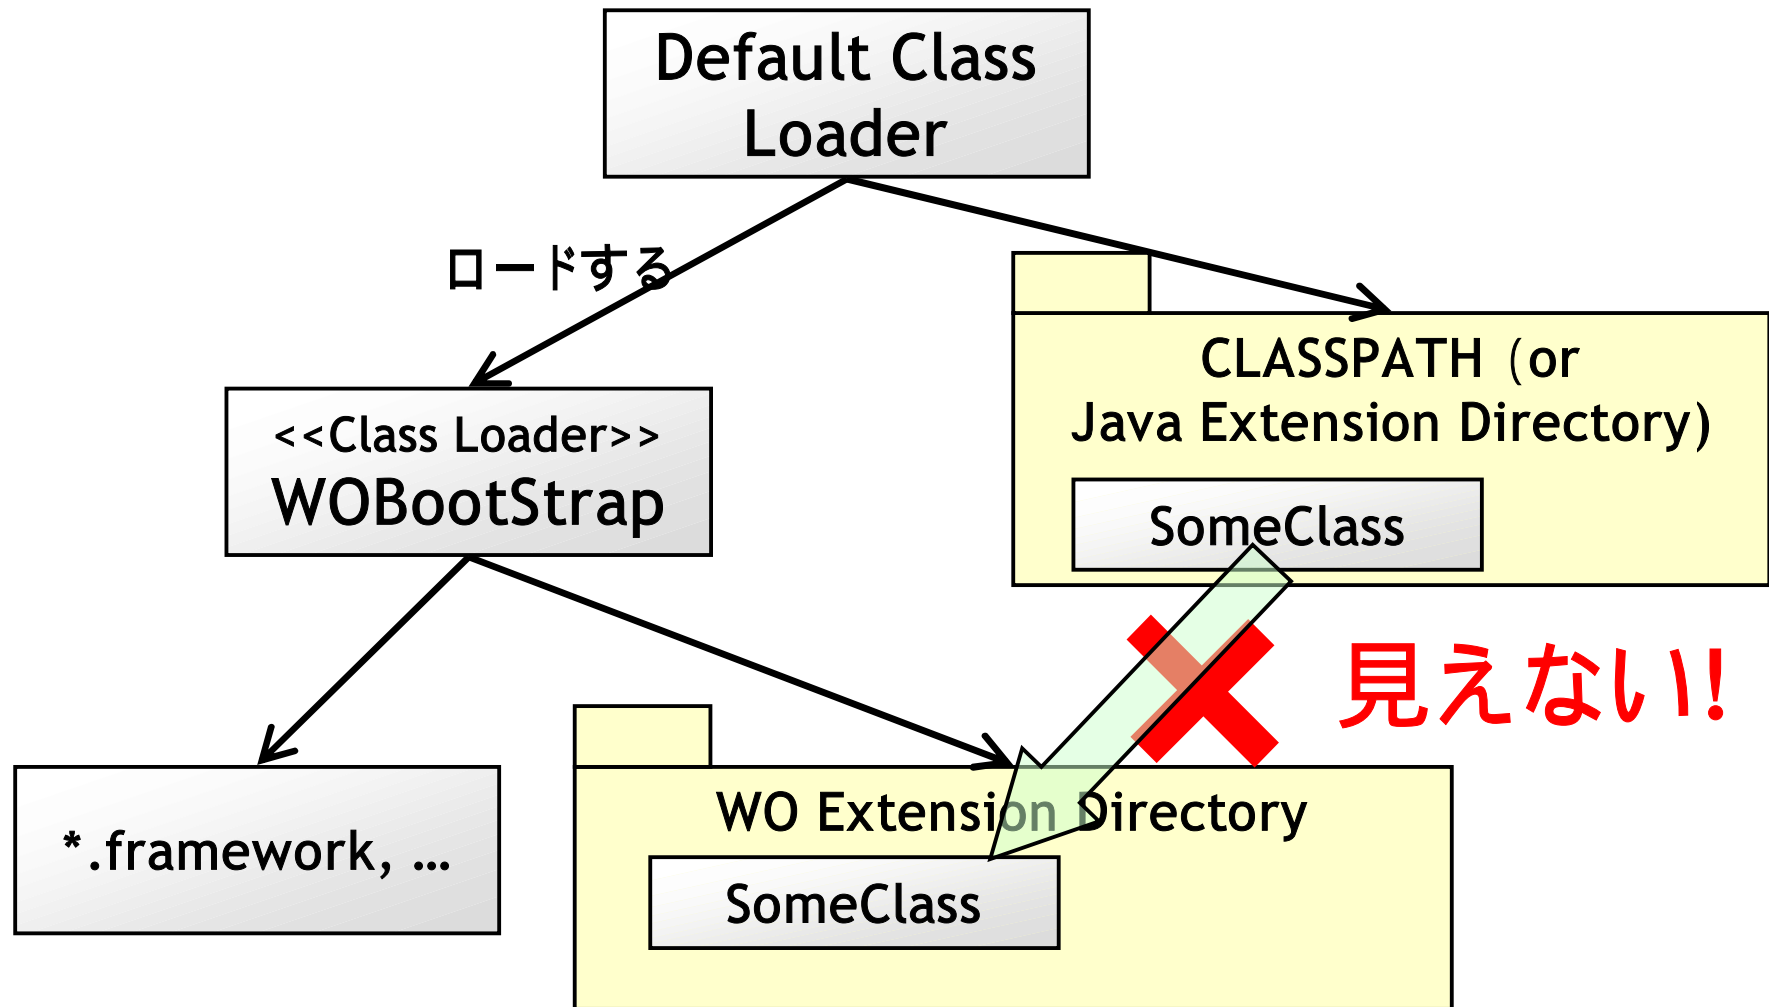 Default Class
Loader
ロードする
CLASSPATH (or
Java Extension Directory)
<<Class Loader>>
WOBootStrap
SomeClass
見えない!
WO Extension Directory
*.framework, …
SomeClass